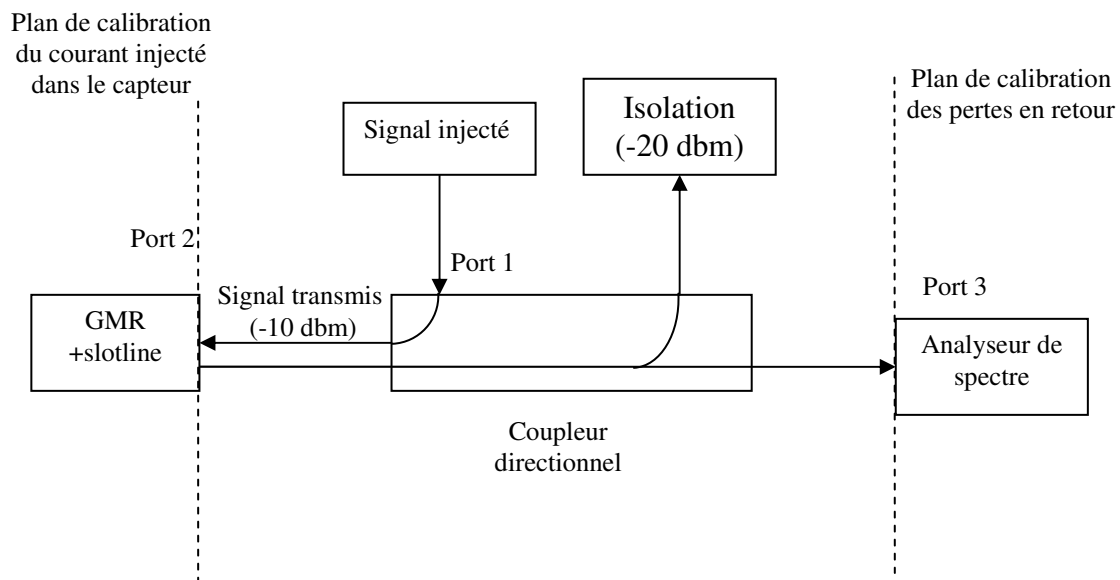 Plan de calibration
du courant injecté
dans le capteur
Signal injecté
Isolation
(-20 dbm)
Plan de calibration
des pertes en retour
Port 2
Port 1
Signal transmis
(-10 dbm)
Port 3
GMR
+slotline
Analyseur de
spectre
Coupleur
directionnel